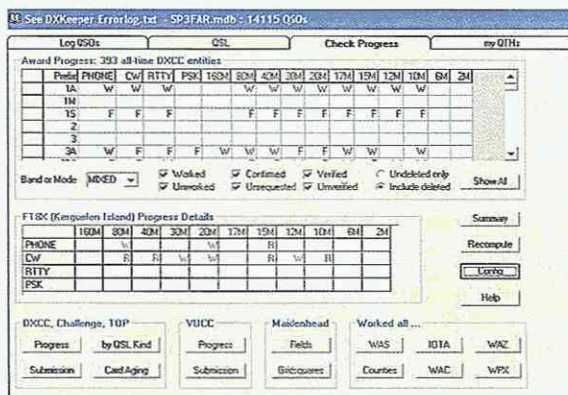 See DXKeeper Errorlog.txt - SP3FAR.mdb : 14115 QSOs
Log QSOs QSL Check Progress my QTHs
Award Progress: 393 all-time DXCC entities
Prefix PHONE CW RTTY PSK 160M 80M 40M 30M 20M 17M 15M 12M 10M 6M 2M
1A W W W W W W W W W W W
1M
1S F F F F F F F F F F F
2
3
3A W F F F W W W F F W W W
Band or Mode MIXED Worked Confirmed Verified Undeleted only
Unworked Unrequested Unverified Include deleted Show All
FT8X (Kerguelen Island) Progress Details
160M 80M 40M 30M 20M 17M 15M 12M 10M 6M 2M
PHONE W W R
CW R R W W R W R
RTTY
PSK
Summary
Recompute
Config
Help
DXCC, Challenge, TOP VUCC Maidenhead Worked all ...
Progress by QSL Kind Progress Fields WAS IOTA WAZ
Submission Card Aging Submission Gridsquares Counties WAC WPX